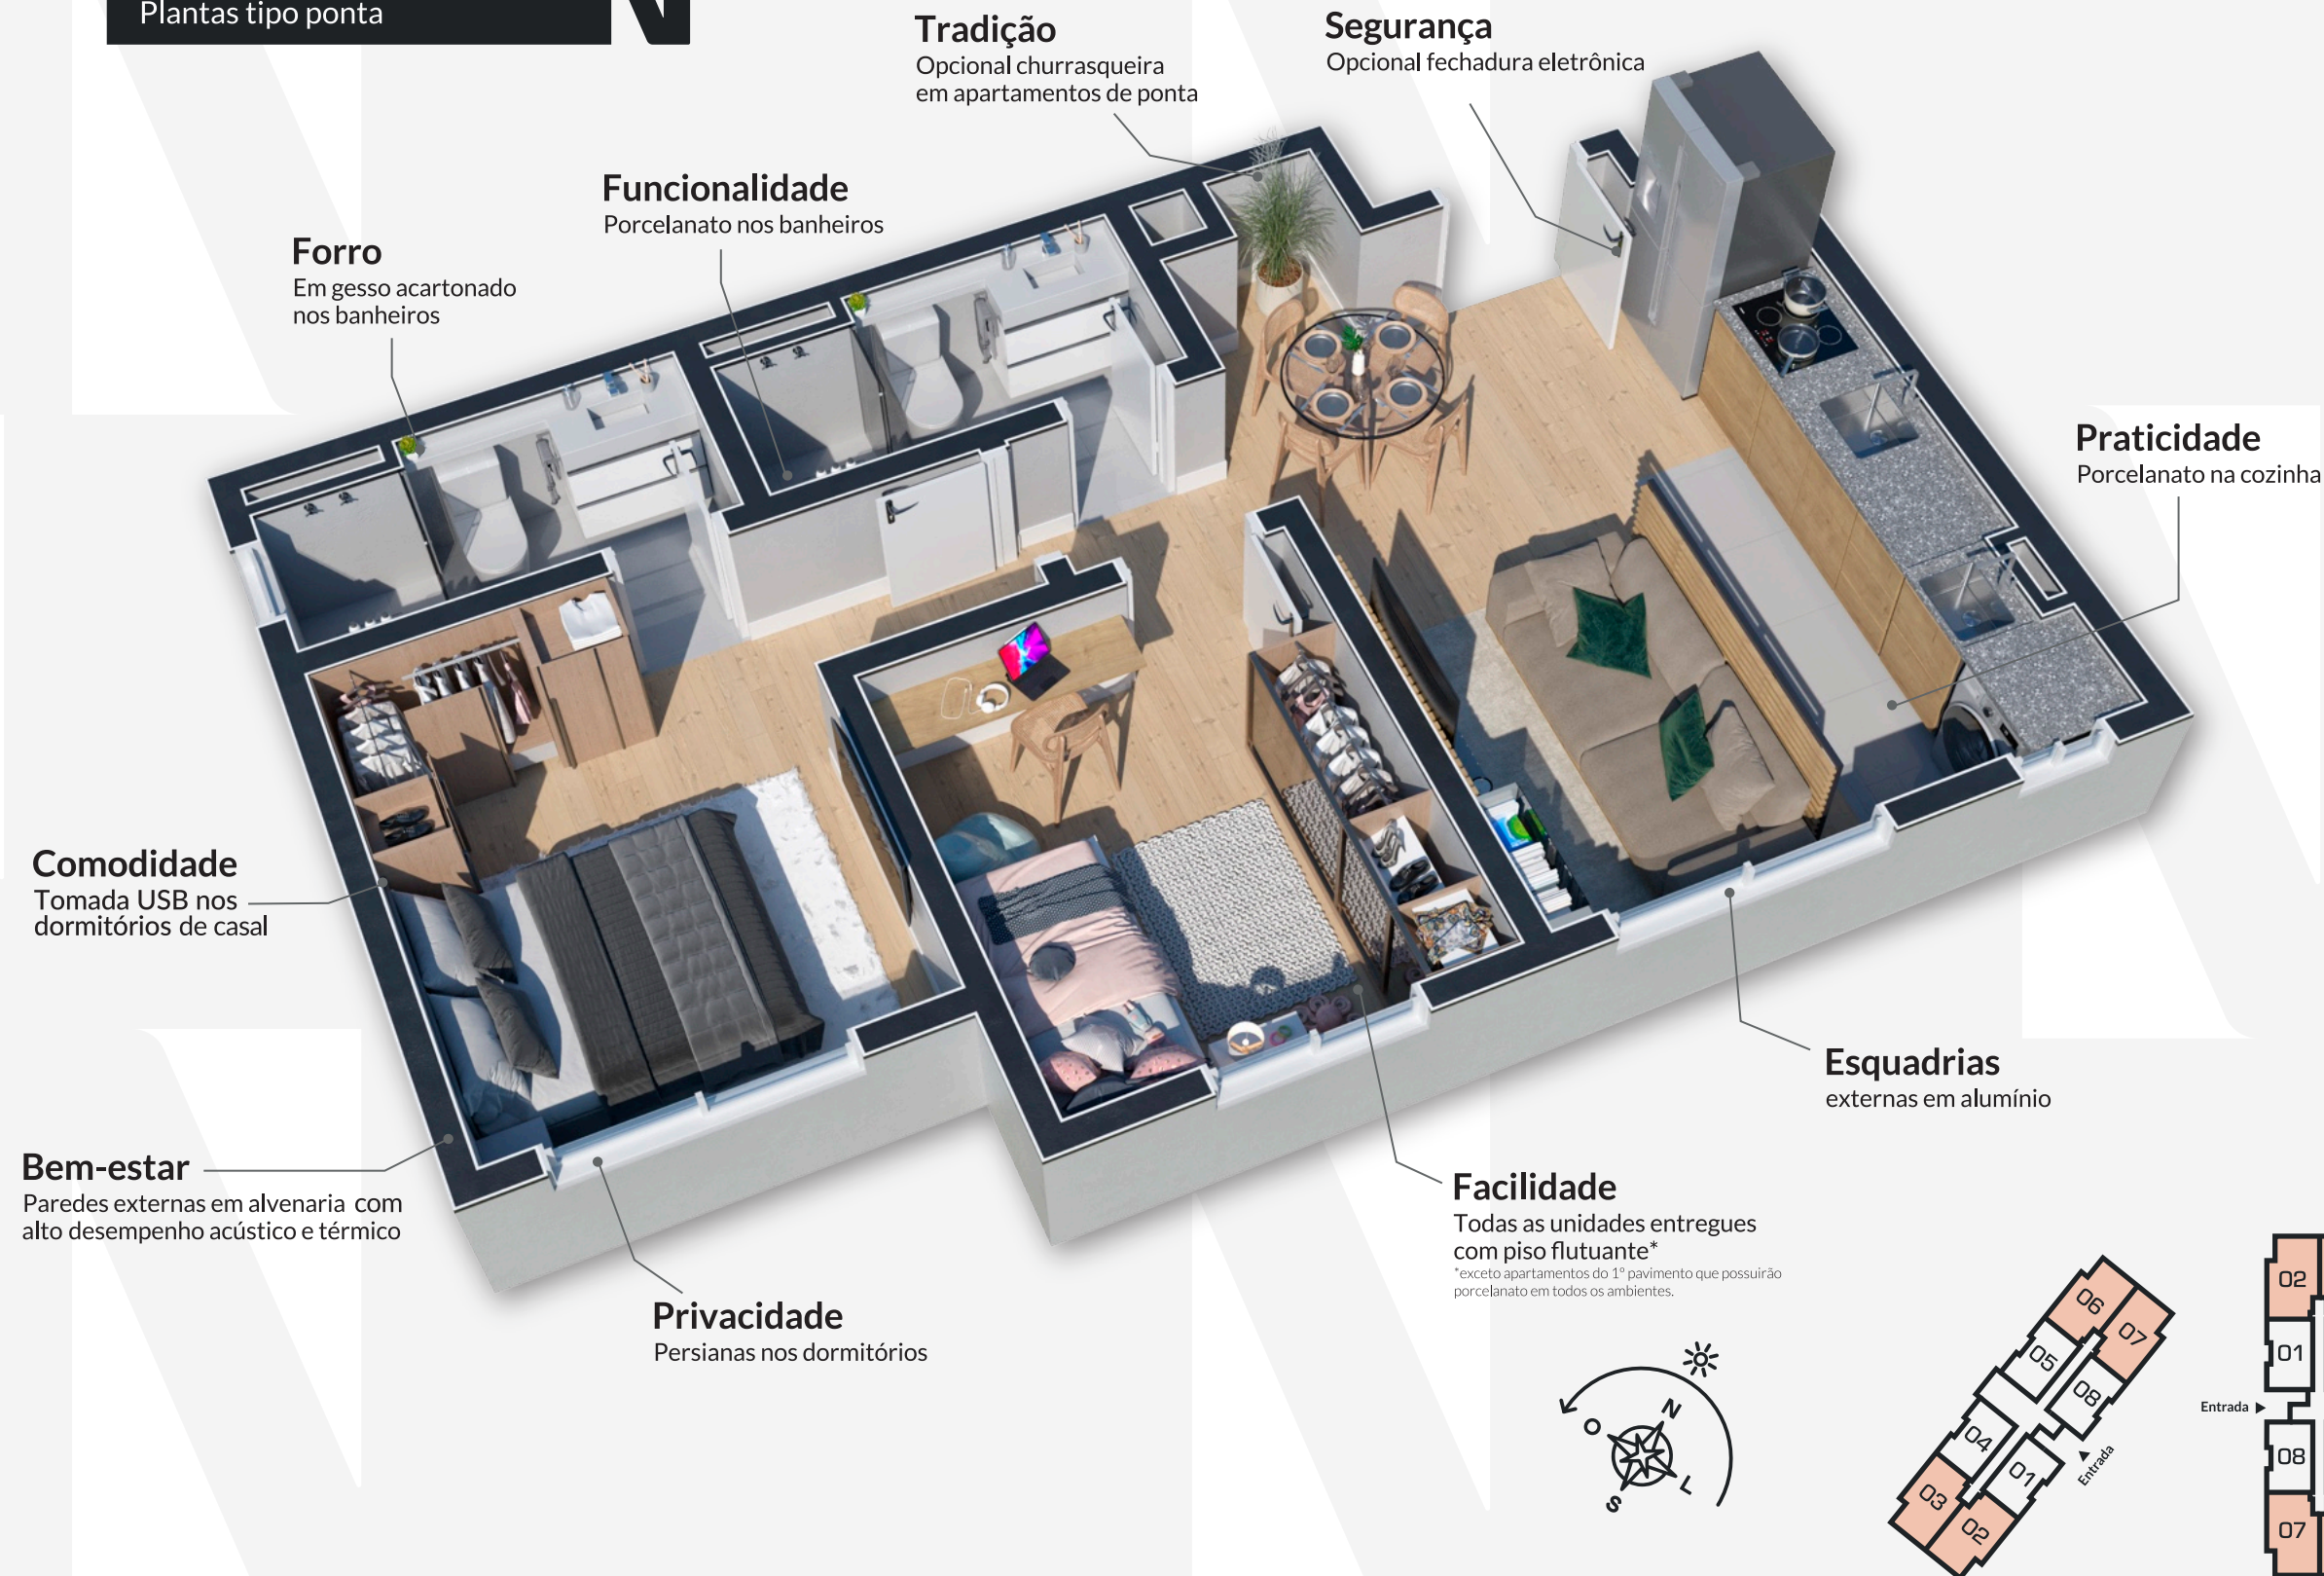 Plantas tipo ponta
Tradição
Opcional churrasqueira
em apartamentos de ponta
Segurança
Opcional fechadura eletrônica
Funcionalidade
Porcelanato nos banheiros
Forro
Em gesso acartonado
nos banheiros
Praticidade
Porcelanato na cozinha
Comodidade
Tomada USB nos
dormitórios de casal
Bem-estar
Paredes externas em alvenaria com
alto desempenho acústico e térmico
Privacidade
Persianas nos dormitórios
Esquadrias
externas em alumínio
Facilidade
Todas as unidades entregues
com piso flutuante*
*exceto apartamentos do 1º pavimento que possuirão
porcelanato em todos os ambientes.
N
O
L
S
06
07
05
08
04
01
03
02
Entrada
02
01
Entrada
08
07